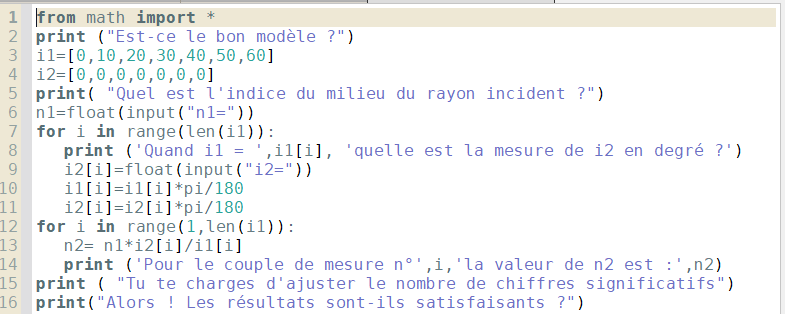 1 from math import *
2 print ("Est-ce le bon modèle ?")
3 i1=[0,10,20,30,40,50,60]
4 i2=[0,0,0,0,0,0,0]
5 print( "Quel est l'indice du milieu du rayon incident ?")
6 n1=float(input("n1="))
7 for i in range(len(i1)):
8    print ('Quand i1 = ',i1[i], 'quelle est la mesure de i2 en degré ?')
9    i2[i]=float(input("i2="))
10    i1[i]=i1[i]*pi/180
11    i2[i]=i2[i]*pi/180
12 for i in range(1,len(i1)):
13    n2= n1*i2[i]/i1[i]
14    print ('Pour le couple de mesure n°',i,'la valeur de n2 est :',n2)
15 print ( "Tu te charges d'ajuster le nombre de chiffres significatifs")
16 print("Alors ! Les résultats sont-ils satisfaisants ?")